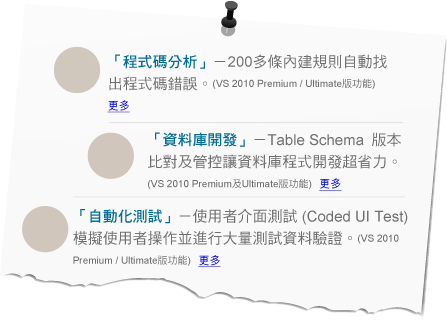 「程式碼分析」－200多條內建規則自動找
出程式碼錯誤。(VS 2010 Premium / Ultimate版功能)
更多
「資料庫開發」－Table Schema 版本
比對及管控讓資料庫程式開發超省力。
(VS 2010 Premium及Ultimate版功能) 更多
「自動化測試」－使用者介面測試 (Coded UI Test)
模擬使用者操作並進行大量測試資料驗證。(VS 2010
Premium / Ultimate版功能) 更多